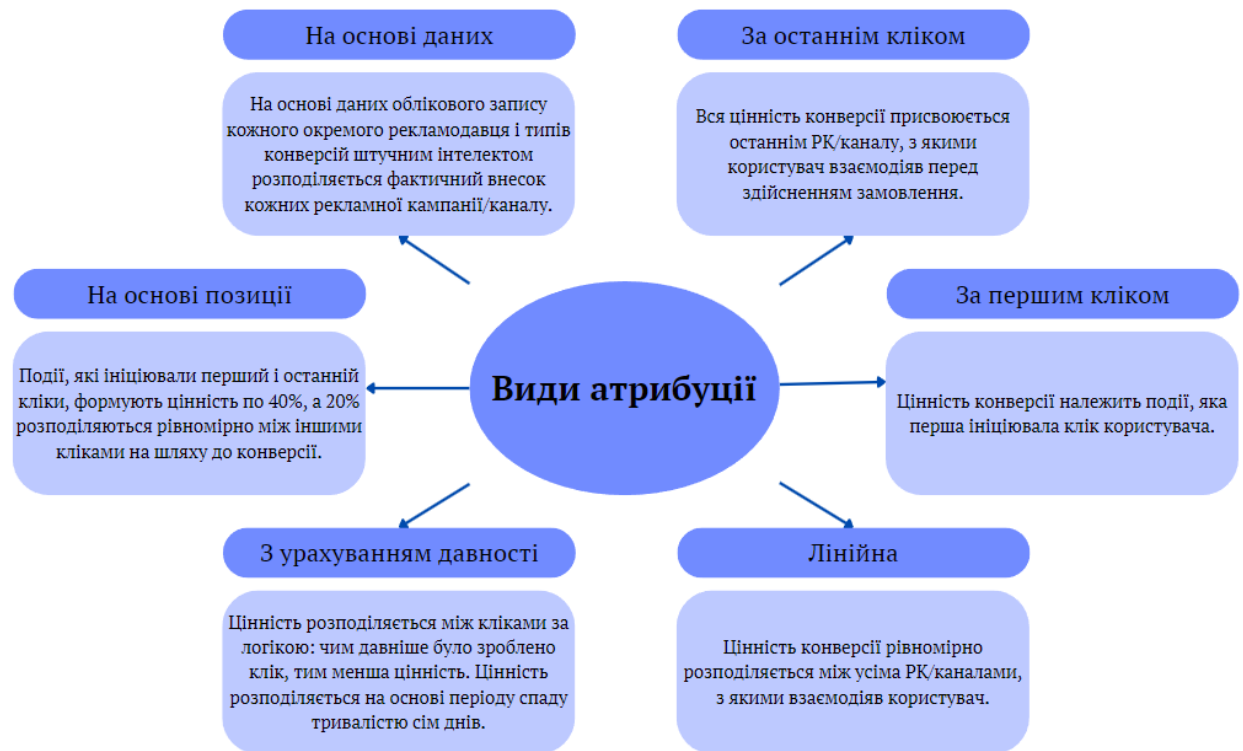 На основі даних
На основі даних облікового запису
кожного окремого рекламодавця і типів
конверсій штучним інтелектом
розподіляється фактичний внесок
кожних рекламної кампанії/каналу.
За останнім кліком
Вся цінність конверсії присвоюється
останнім РК/каналу, з якими
користувач взаємодіяв перед
здійсненням замовлення.
На основі позиції
Події, які ініціювали перший і останній
кліки, формують цінність по 40%, а 20%
розподіляються рівномірно між іншими
кліками на шляху до конверсії.
Види атрибуції
За першим кліком
Цінність конверсії належить події, яка
перша ініціювала клік користувача.
З урахуванням давності
Цінність розподіляється між кліками за
логікою: чим давніше було зроблено
клік, тим менша цінність. Цінність
розподіляється на основі періоду спаду
тривалістю сім днів.
Лінійна
Цінність конверсії рівномірно
розподіляється між усіма РК/каналами,
з якими взаємодіяв користувач.